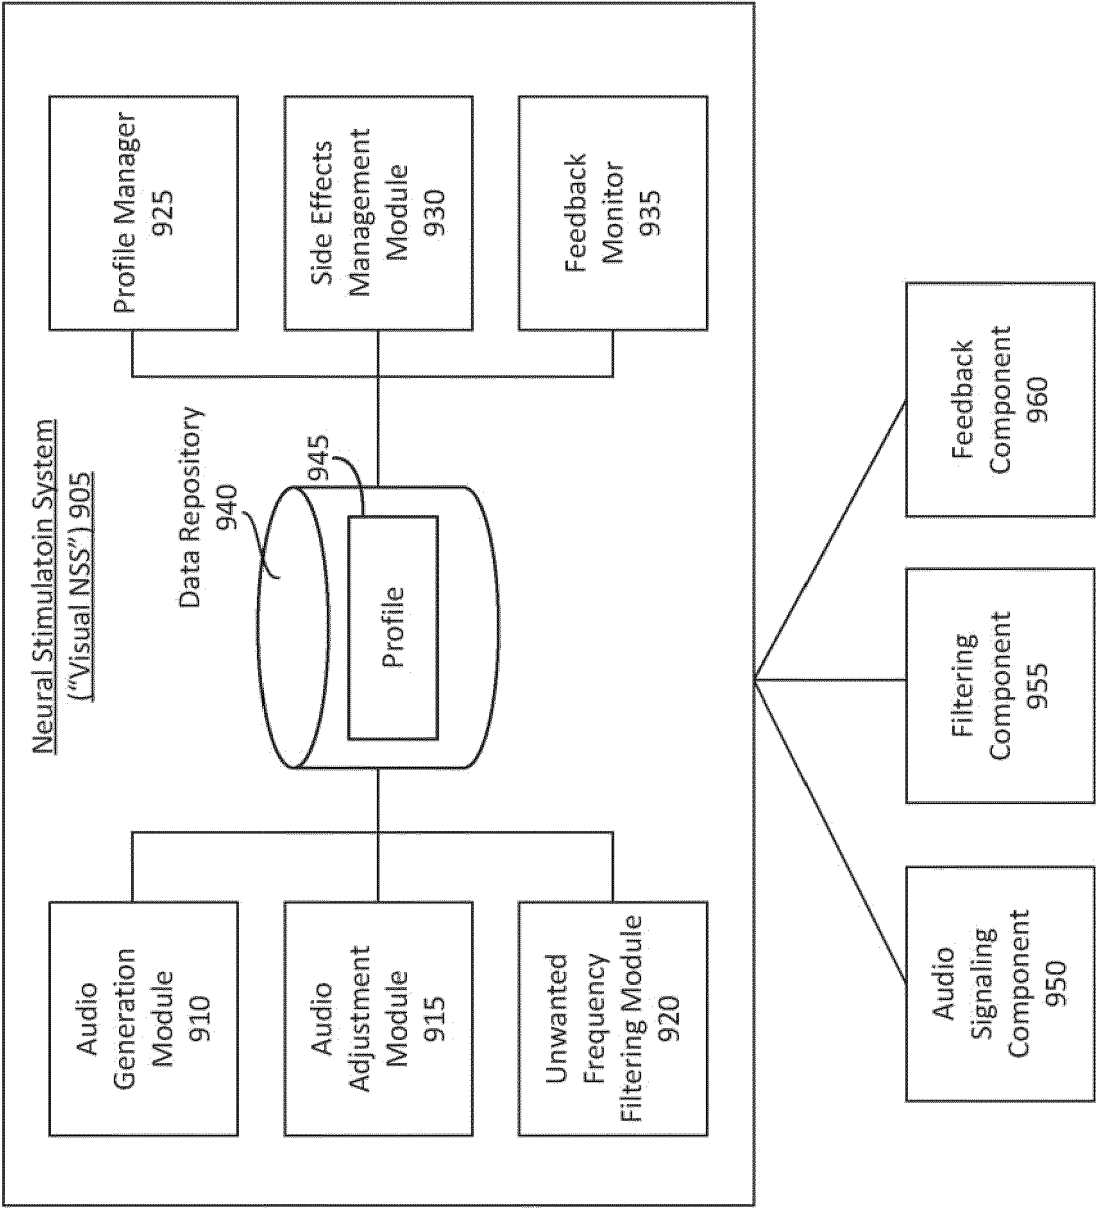 Neural Stimulatoin System
("Visual NSS") 905
Audio
Generation
Module
910
Audio
Adjustment
Module
915
Unwanted
Frequency
Filtering Module
920
Data Repository
940
945
Profile
Profile Manager
925
Side Effects
Management
Module
930
Feedback
Monitor
935
Audio
Signaling
Component
950
Filtering
Component
955
Feedback
Component
960